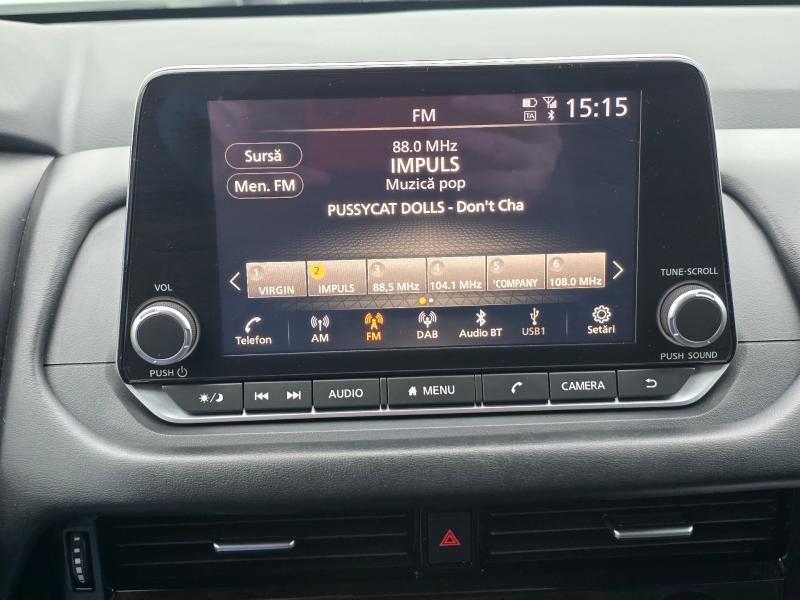 FM
TA
15:15
Sursă
Men. FM
88.0 MHz
IMPULS
Muzică pop
PUSSYCAT DOLLS - Don't Cha
1 VIRGIN
2 IMPULS
3 88,5 MHz
4 104.1 MHz
5 'COMPANY
6 108.0 MHz
Telefon
AM
FM
DAB
Audio BT
USB1
Setări
VOL
PUSH
TUNE·SCROLL
PUSH SOUND
AUDIO
MENU
CAMERA